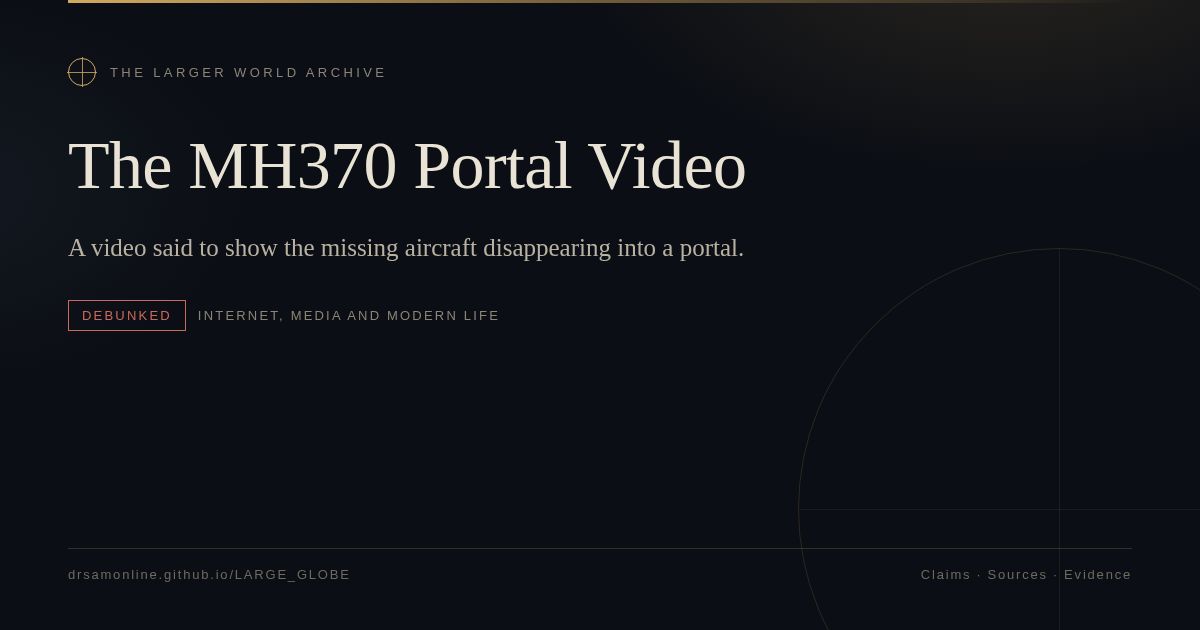 THE LARGER WORLD ARCHIVE
The MH370 Portal Video
A video said to show the missing aircraft disappearing into a portal.
DEBUNKED INTERNET, MEDIA AND MODERN LIFE
drsamonline.github.io/LARGE_GLOBE Claims · Sources · Evidence